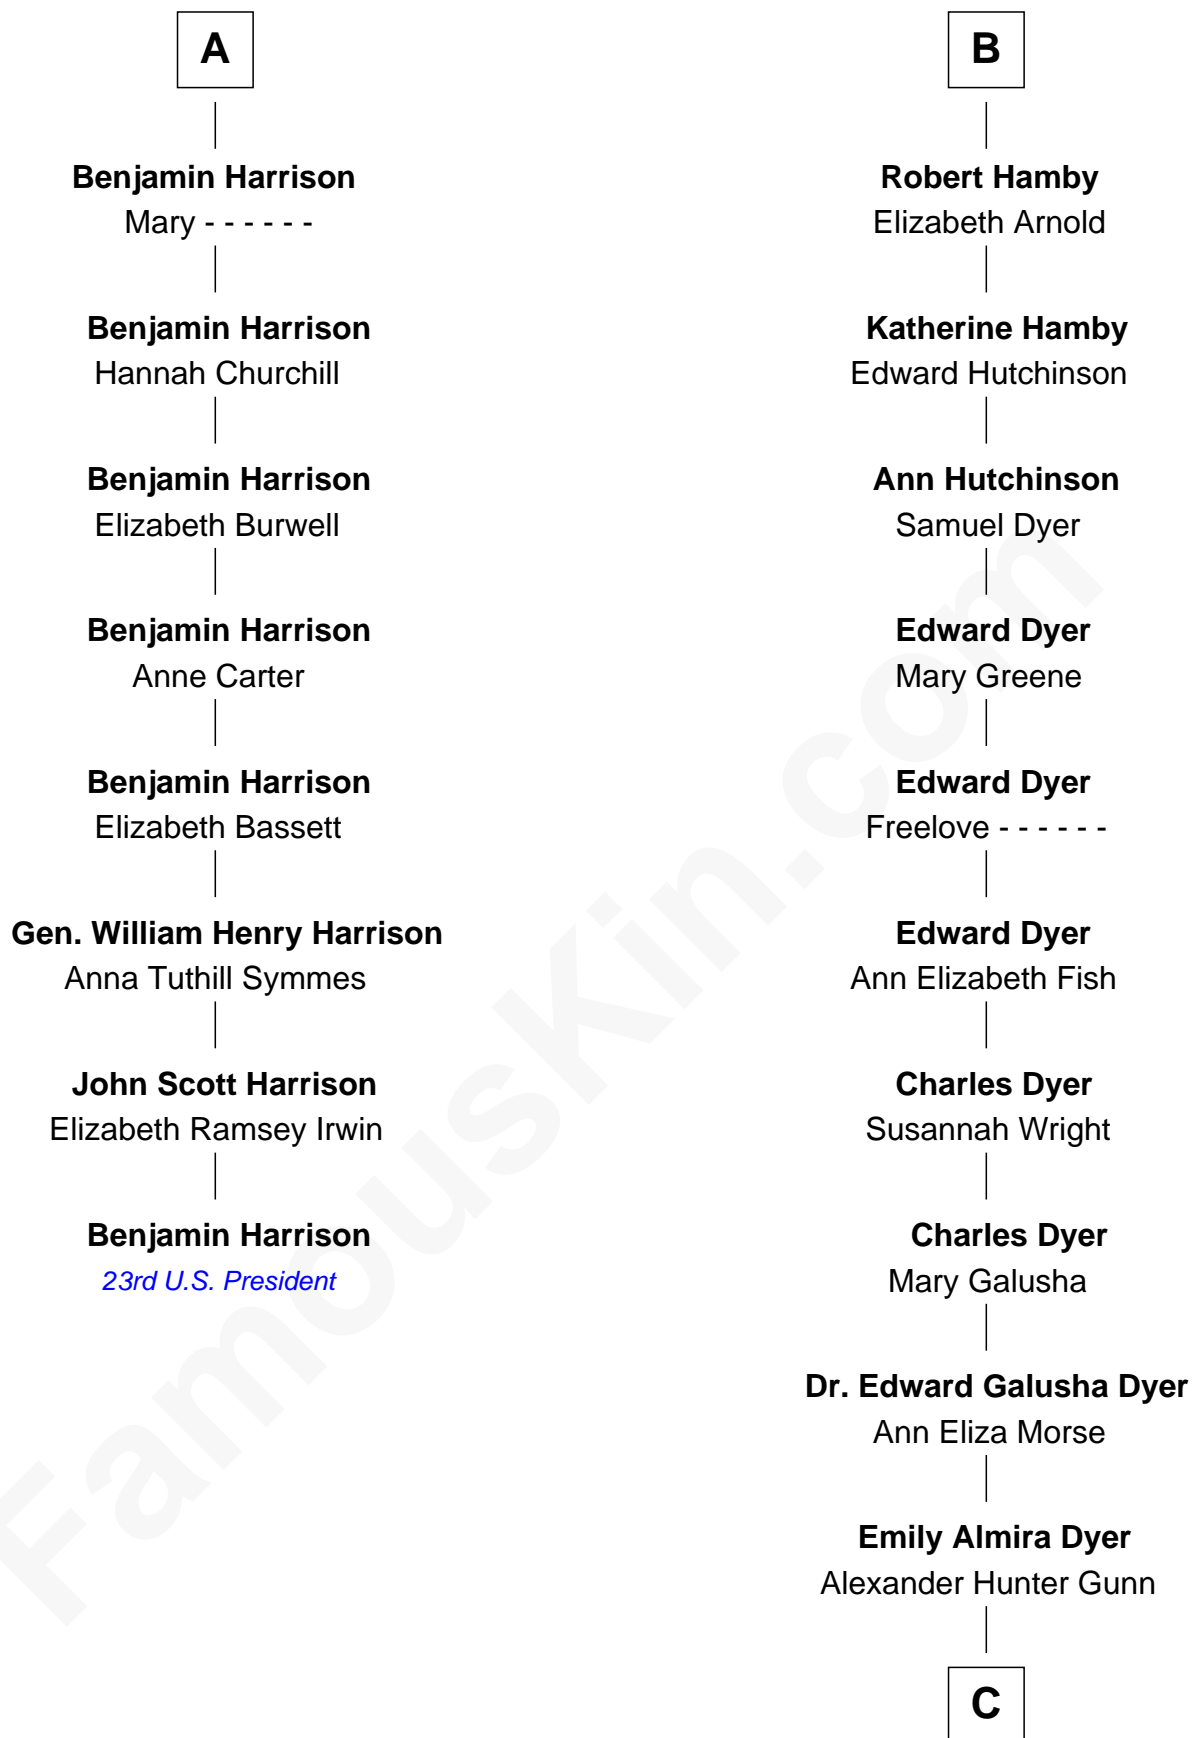 A
Benjamin Harrison
Mary - - - - - -
Benjamin Harrison
Hannah Churchill
Benjamin Harrison
Elizabeth Burwell
Benjamin Harrison
Anne Carter
Benjamin Harrison
Elizabeth Bassett
Gen. William Henry Harrison
Anna Tuthill Symmes
John Scott Harrison
Elizabeth Ramsey Irwin
Benjamin Harrison
23rd U.S. President
B
Robert Hamby
Elizabeth Arnold
Katherine Hamby
Edward Hutchinson
Ann Hutchinson
Samuel Dyer
Edward Dyer
Mary Greene
Edward Dyer
Freelove - - - - - -
Edward Dyer
Ann Elizabeth Fish
Charles Dyer
Susannah Wright
Charles Dyer
Mary Galusha
Dr. Edward Galusha Dyer
Ann Eliza Morse
Emily Almira Dyer
Alexander Hunter Gunn
C
FamousKin.com